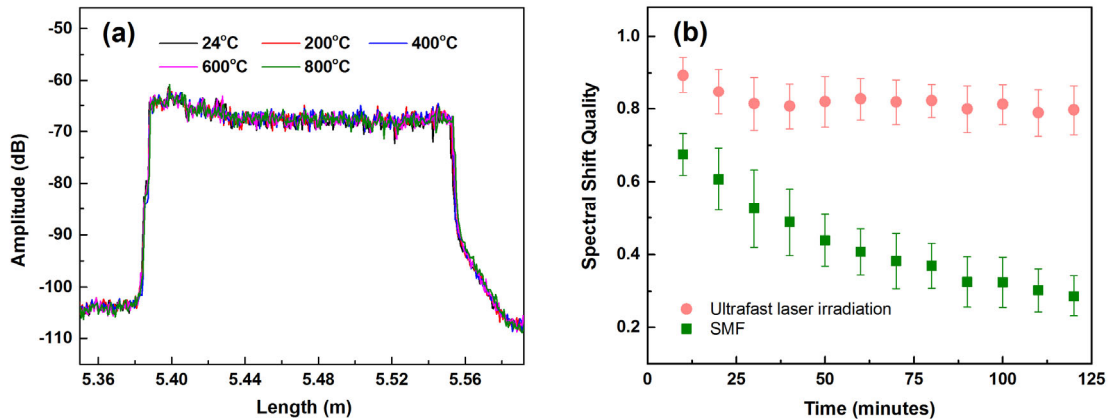 (a)
24°C 200°C 400°C
600°C 800°C
-50
-60
-70
-80
-90
-100
-110
Amplitude (dB)
5.36 5.40 5.44 5.48 5.52 5.56
Length (m)
(b)
1.0
0.8
0.6
0.4
0.2
Spectral Shift Quality
Ultrafast laser irradiation
SMF
0 25 50 75 100 125
Time (minutes)